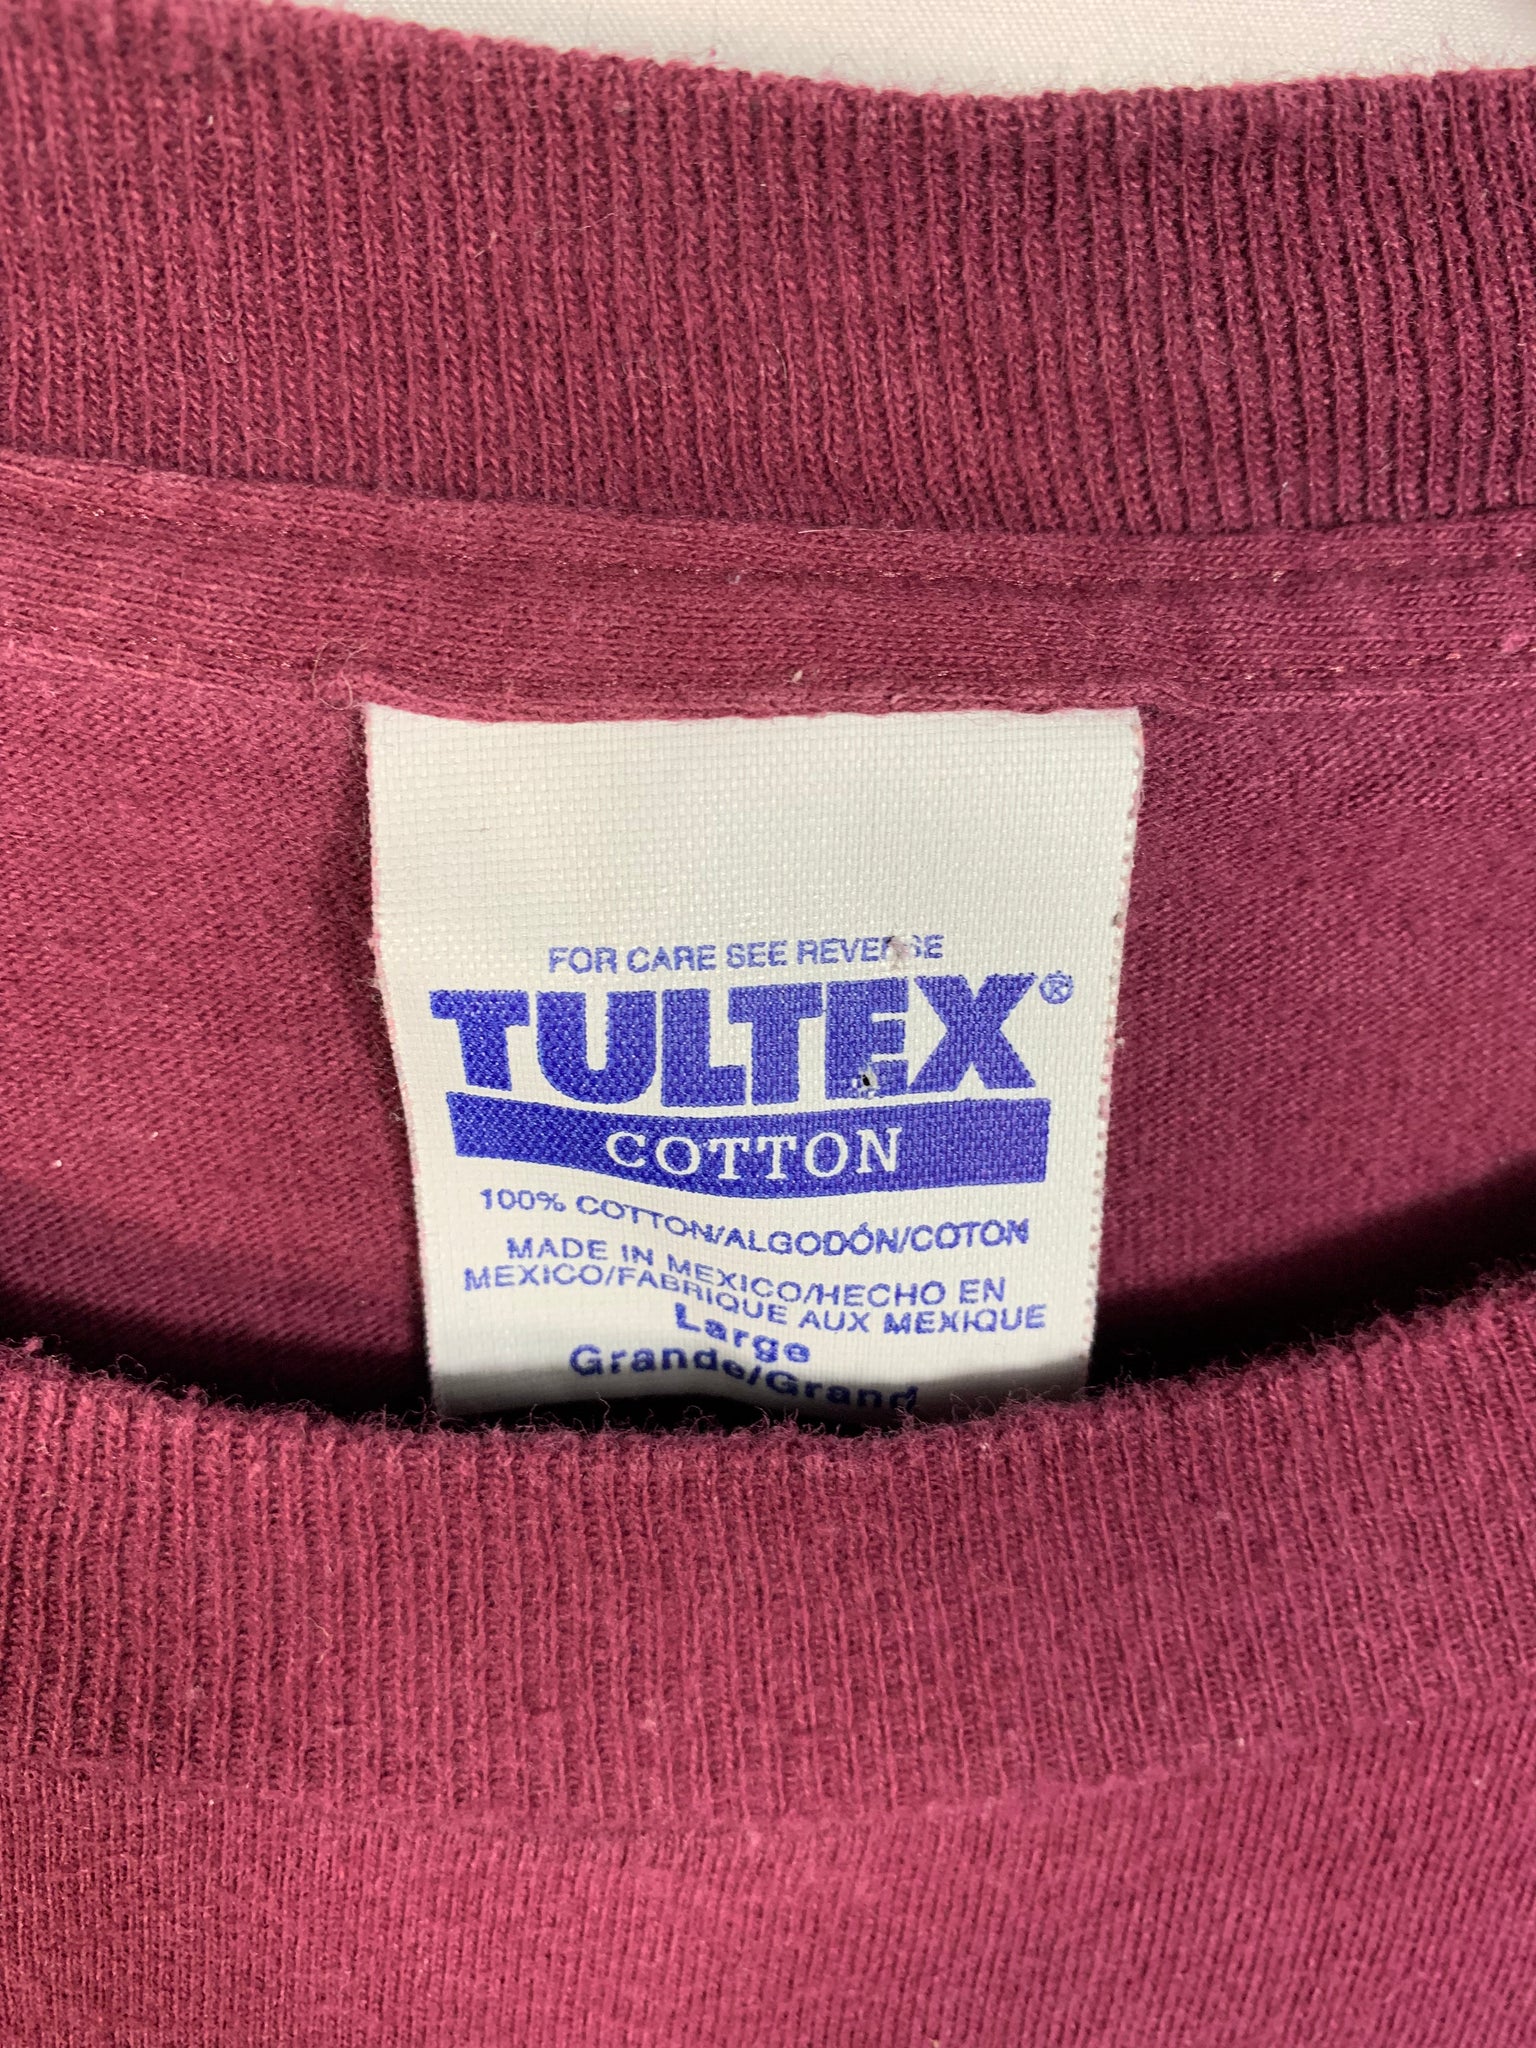 FOR CARE SEE REVERSE
TULTEX®
COTTON
100% COTTON/ALGODÓN/COTON
MADE IN MEXICO/HECHO EN
MEXICO/FABRIQUE AUX MEXIQUE
Large
Grande/Grand